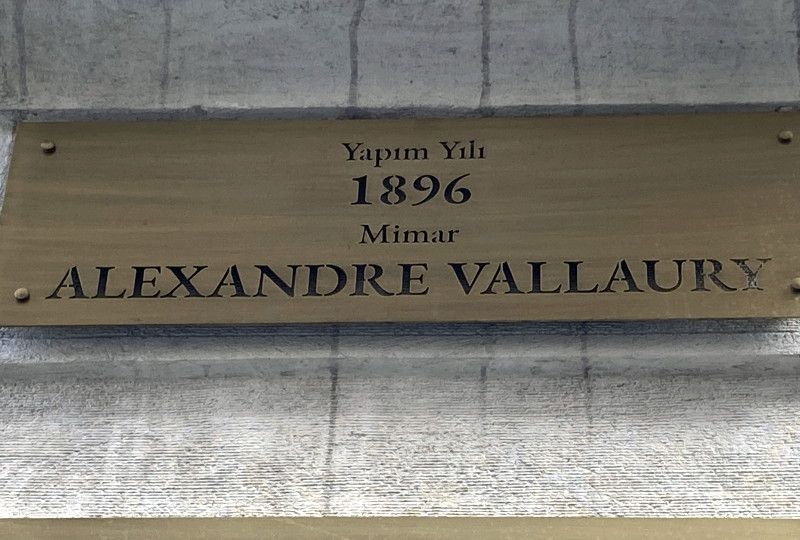 Yapım Yılı
1896
Mimar
ALEXANDRE VALLAURY